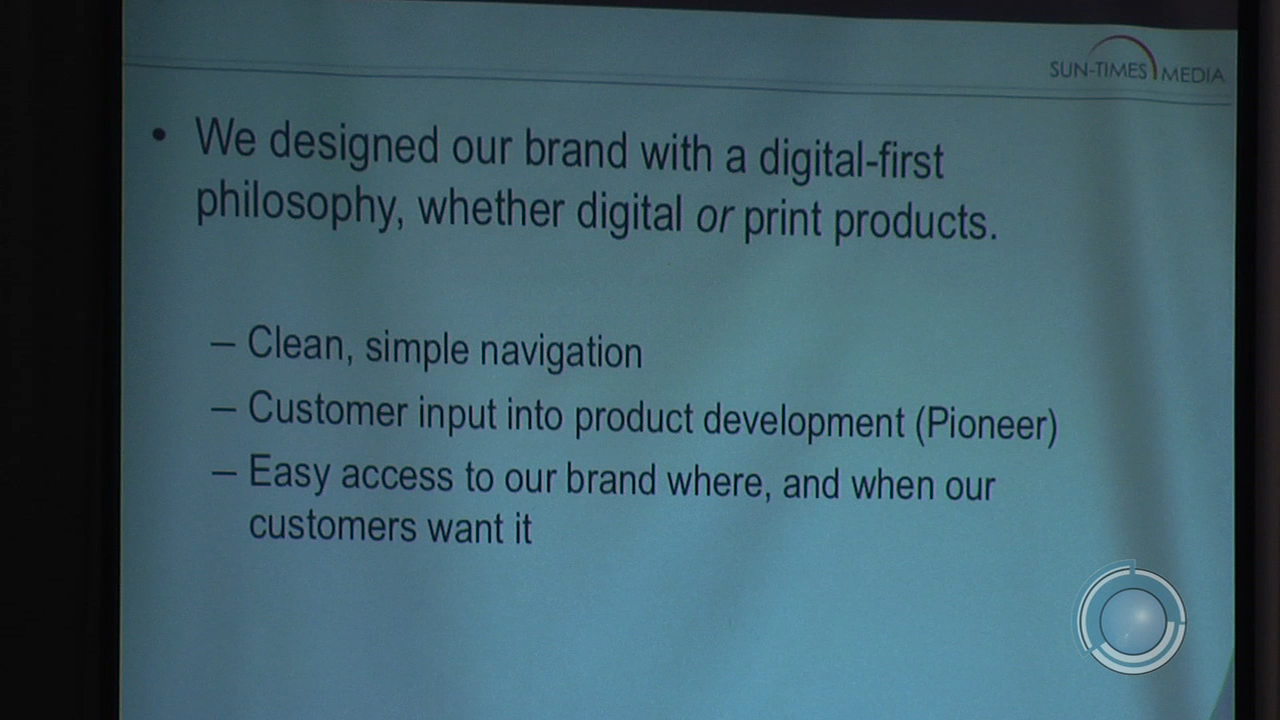 SUN-TIMES MEDIA
• We designed our brand with a digital-first
philosophy, whether digital or print products.
– Clean, simple navigation
– Customer input into product development (Pioneer)
– Easy access to our brand where, and when our
customers want it